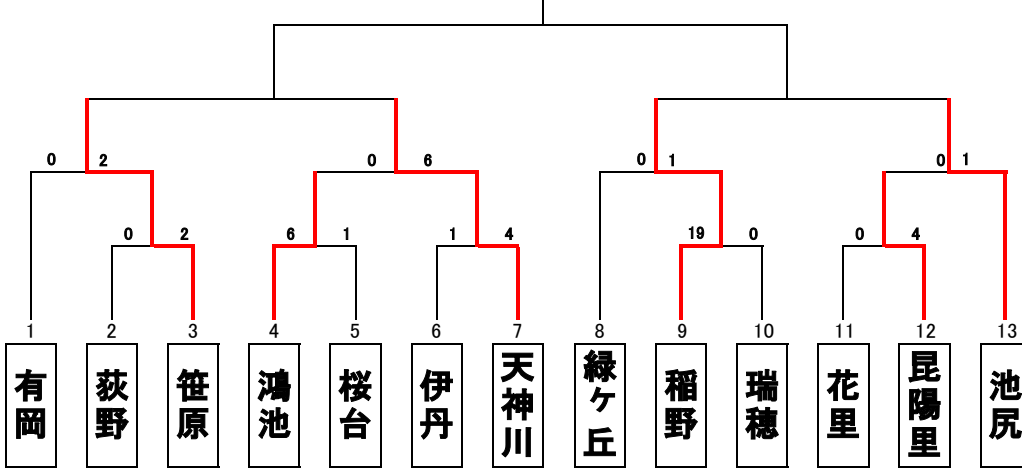 0 2 0 6 0 1 0 1
0 2 6 1 1 4 19 0 0 4
1 2 3 4 5 6 7 8 9 10 11 12 13
有岡
荻野
笹原
鴻池
桜台
伊丹
天神川
緑ケ丘
稲野
瑞穂
花里
昆陽里
池尻